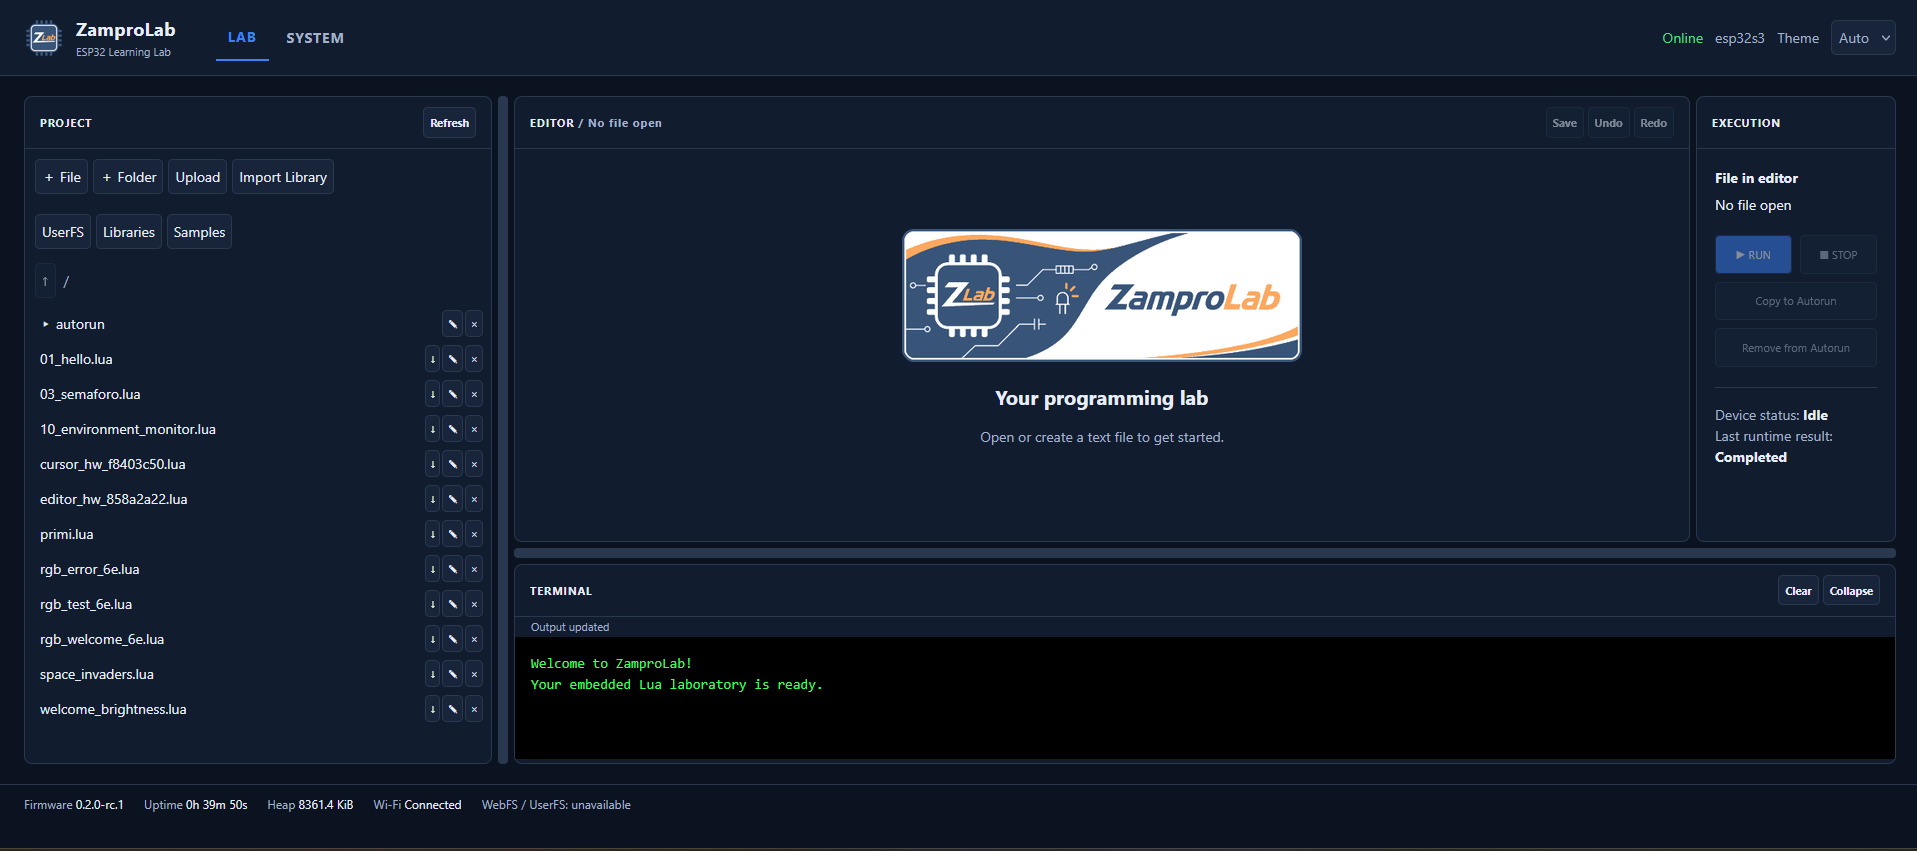 ZLab
ZamproLab
ESP32 Learning Lab
LAB
SYSTEM
Online
esp32s3
Theme
Auto
PROJECT
Refresh
+ File
+ Folder
Upload
Import Library
UserFS
Libraries
Samples
↑ /
▸ autorun
01_hello.lua
03_semaforo.lua
10_environment_monitor.lua
cursor_hw_f8403c50.lua
editor_hw_858a2a22.lua
primi.lua
rgb_error_6e.lua
rgb_test_6e.lua
rgb_welcome_6e.lua
space_invaders.lua
welcome_brightness.lua
EDITOR / No file open
Save
Undo
Redo
ZLab
ZamproLab
Your programming lab
Open or create a text file to get started.
EXECUTION
File in editor
No file open
▶ RUN
■ STOP
Copy to Autorun
Remove from Autorun
Device status: Idle
Last runtime result:
Completed
TERMINAL
Clear
Collapse
Output updated
Welcome to ZamproLab!
Your embedded Lua laboratory is ready.
Firmware 0.2.0-rc.1
Uptime 0h 39m 50s
Heap 8361.4 KiB
Wi-Fi Connected
WebFS / UserFS: unavailable